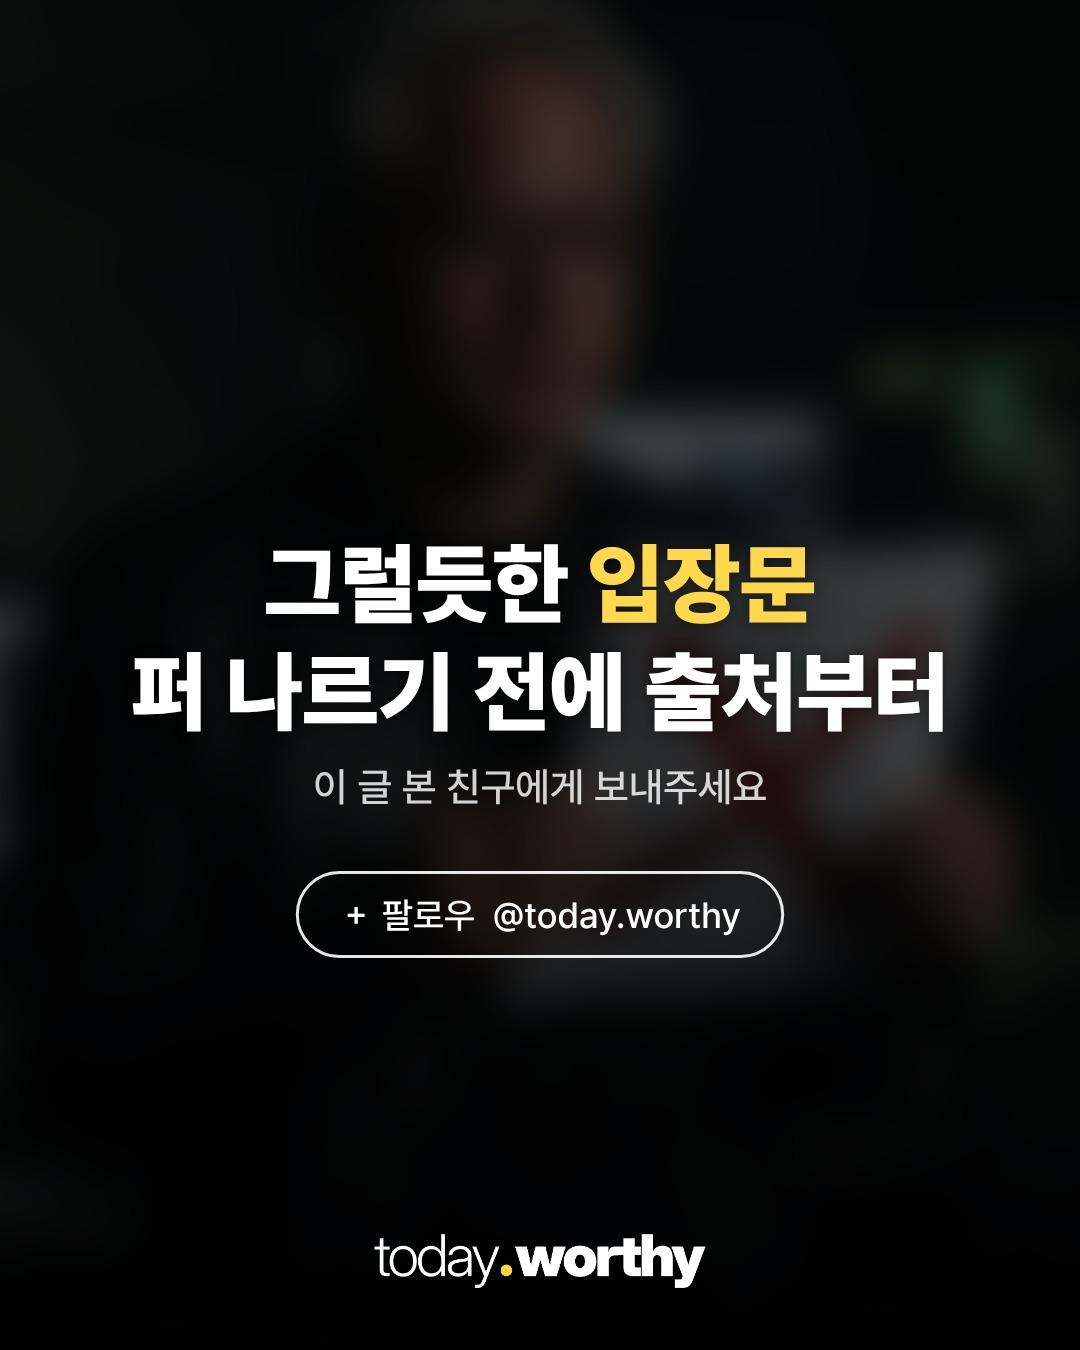 그럴듯한 입장문
퍼 나르기 전에 출처부터
이 글 본 친구에게 보내주세요
+ 팔로우 @today.worthy
today.worthy